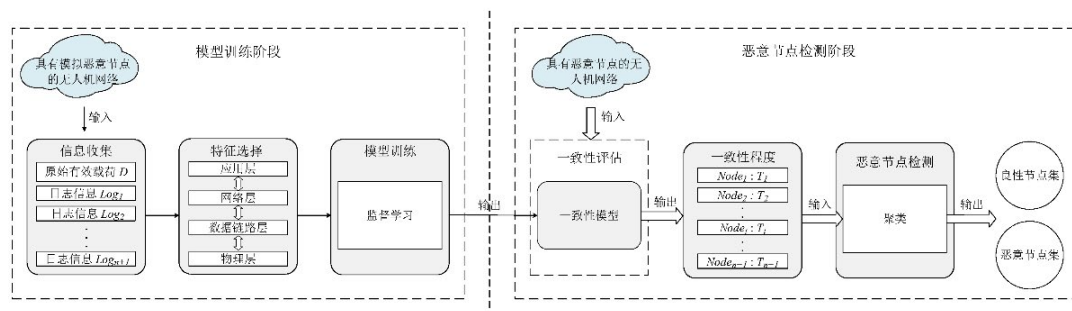 模型训练阶段
具有模拟恶意节点
的无人机网络
输入
信息收集
原始有效载荷 D
日志信息 Log1
日志信息 Log2
日志信息 Logn+1
特征选择
应用层
网络层
数据链路层
物理层
模型训练
监督学习
输出
恶意节点检测阶段
具有恶意节点的无
人机网络
输入
一致性评估
一致性模型
输出
一致性程度
Node1 : T1
Node2 : T2
Nodei : Ti
Noden-1 : Tn-1
输入
恶意节点检测
聚类
输出
良性节点集
恶意节点集